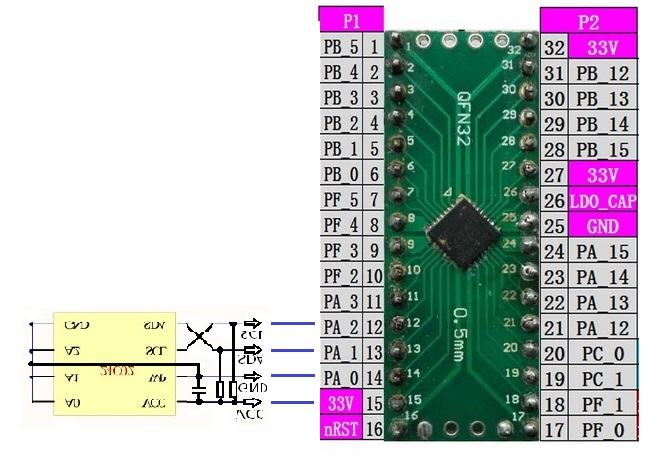 P1
PB_5 1
PB_4 2
PB_3 3
PB_2 4
PB_1 5
PB_0 6
PF_5 7
PF_4 8
PF_3 9
PF_2 10
PA_3 11
PA_2 12
PA_1 13
PA_0 14
33V 15
nRST 16
1
2
3
4
5
6
7
8
9
10
11
12
13
14
15
16
QFN32
0.5mm
32
31
30
29
28
27
26
25
24
23
22
21
20
19
18
17
P2
32 33V
31 PB_12
30 PB_13
29 PB_14
28 PB_15
27 33V
26 LDO_CAP
25 GND
24 PA_15
23 PA_14
22 PA_13
21 PA_12
20 PC_0
19 PC_1
18 PF_1
17 PF_0
GND SDA
SCL
A2 SCL
SDA
24C02
A1 WP
GND
A0 VCC
VCC